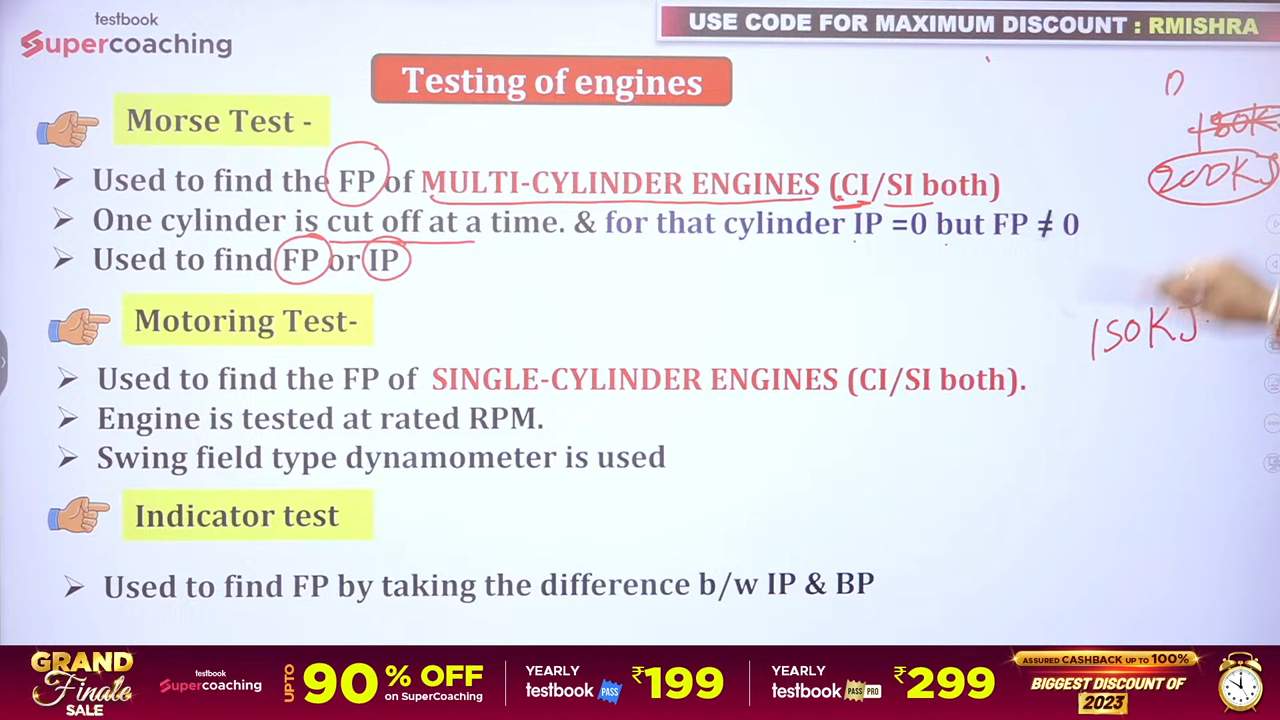 testbook
Supercoaching
USE CODE FOR MAXIMUM DISCOUNT : RMISHRA
Testing of engines
Morse Test -
➢ Used to find the FP of MULTI-CYLINDER ENGINES (CI/SI both)
➢ One cylinder is cut off at a time. & for that cylinder IP =0 but FP ≠ 0
➢ Used to find FP or IP
200KJ
150KJ
Motoring Test-
➢ Used to find the FP of SINGLE-CYLINDER ENGINES (CI/SI both).
➢ Engine is tested at rated RPM.
➢ Swing field type dynamometer is used
Indicator test
➢ Used to find FP by taking the difference b/w IP & BP
GRAND
Finale
SALE
testbook
Supercoaching
UPTO 90% OFF
on SuperCoaching
YEARLY
testbook PASS
₹199
YEARLY
testbook PASS PRO
₹299
ASSURED CASHBACK UP TO 100%
BIGGEST DISCOUNT OF
2023